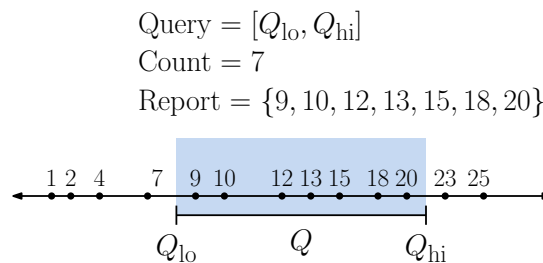 Query = [Q_lo, Q_hi]
Count = 7
Report = {9, 10, 12, 13, 15, 18, 20}
1 2 4 7 9 10 12 13 15 18 20 23 25
Q_lo Q Q_hi